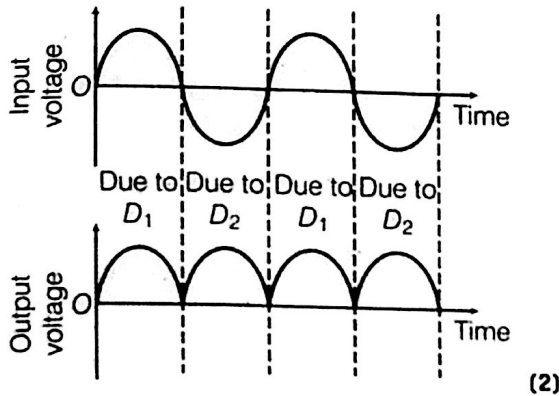 Input
voltage
O
Time
Due to Due to Due to Due to
D₁ D₂ D₁ D₂
Output
voltage
O
Time
(2)